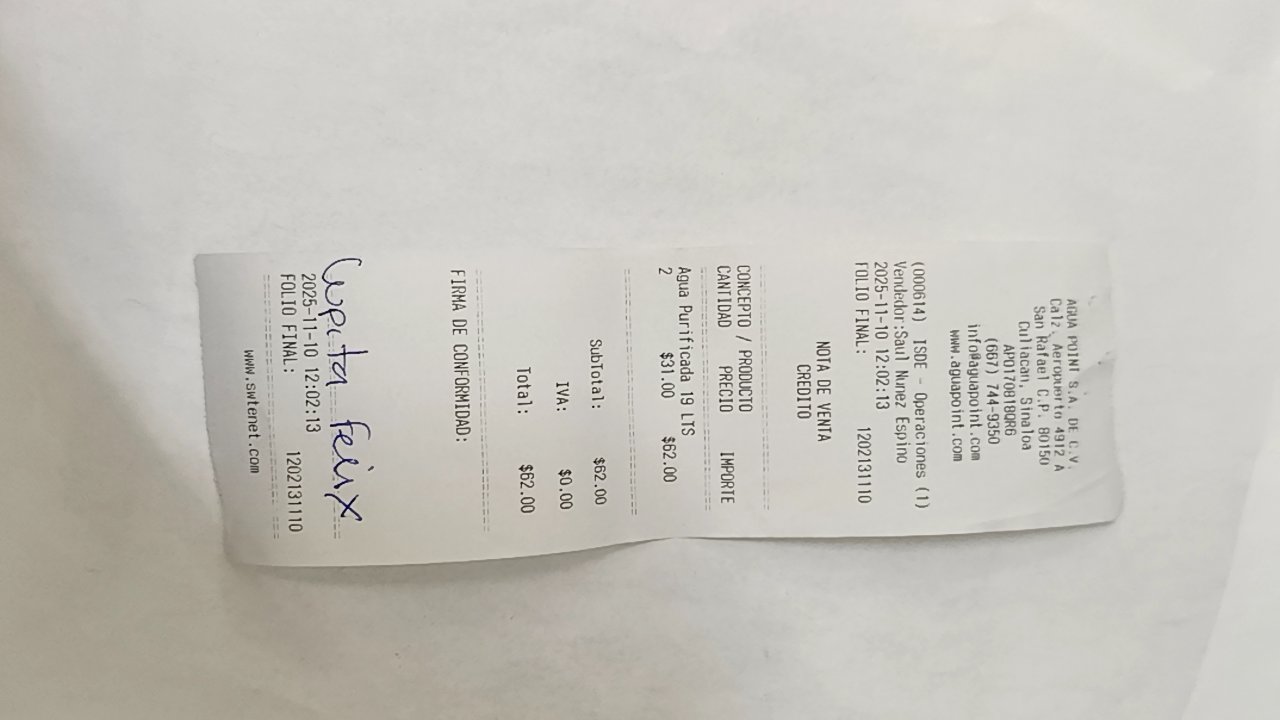 AGUA POINT S.A. DE C.V.
Calz. Aeropuerto 4912 A
San Rafael C.P. 80150
Culiacan, Sinaloa
APO170818QR6
(667) 744-9350
info@aguapoint.com
www.aguapoint.com
(000614) ISDE - Operaciones (1)
Vendedor:Saul Nunez Espino
2025-11-10 12:02:13
FOLIO FINAL: 1202131110
NOTA DE VENTA
CREDITO
CONCEPTO / PRODUCTO
CANTIDAD PRECIO IMPORTE
Agua Purificada 19 LTS
2 $31.00 $62.00
SubTotal: $62.00
IVA: $0.00
Total: $62.00
FIRMA DE CONFORMIDAD:
Lupita Felix
2025-11-10 12:02:13
FOLIO FINAL: 1202131110
www.swtenet.com